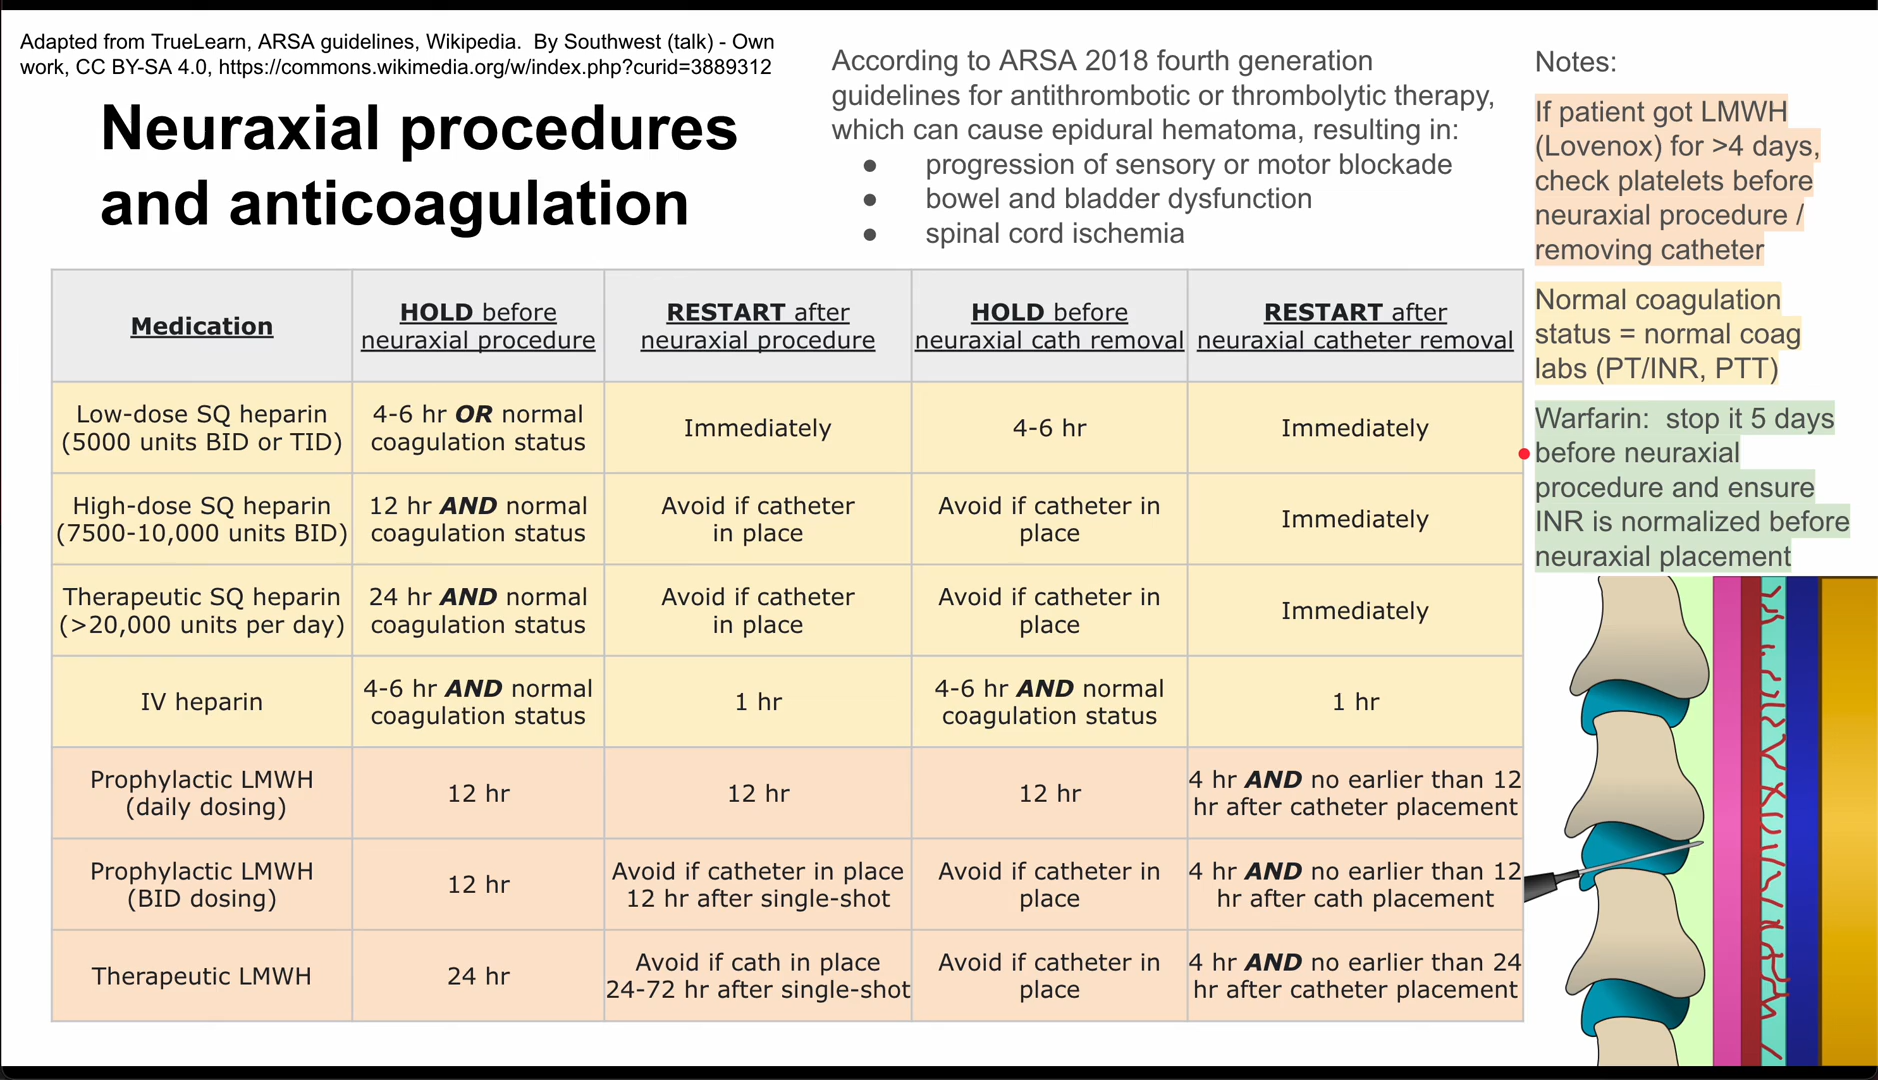 Adapted from TrueLearn, ARSA guidelines, Wikipedia.  By Southwest (talk) - Own
work, CC BY-SA 4.0, https://commons.wikimedia.org/w/index.php?curid=3889312
Neuraxial procedures
and anticoagulation
According to ARSA 2018 fourth generation
guidelines for antithrombotic or thrombolytic therapy,
which can cause epidural hematoma, resulting in:
● progression of sensory or motor blockade
● bowel and bladder dysfunction
● spinal cord ischemia
Medication
HOLD before
neuraxial procedure
RESTART after
neuraxial procedure
HOLD before
neuraxial cath removal
RESTART after
neuraxial catheter removal
Low-dose SQ heparin
(5000 units BID or TID)
4-6 hr OR normal
coagulation status
Immediately
4-6 hr
Immediately
High-dose SQ heparin
(7500-10,000 units BID)
12 hr AND normal
coagulation status
Avoid if catheter
in place
Avoid if catheter in
place
Immediately
Therapeutic SQ heparin
(>20,000 units per day)
24 hr AND normal
coagulation status
Avoid if catheter
in place
Avoid if catheter in
place
Immediately
IV heparin
4-6 hr AND normal
coagulation status
1 hr
4-6 hr AND normal
coagulation status
1 hr
Prophylactic LMWH
(daily dosing)
12 hr
12 hr
12 hr
4 hr AND no earlier than 12
hr after catheter placement
Prophylactic LMWH
(BID dosing)
12 hr
Avoid if catheter in place
12 hr after single-shot
Avoid if catheter in
place
4 hr AND no earlier than 12
hr after cath placement
Therapeutic LMWH
24 hr
Avoid if cath in place
24-72 hr after single-shot
Avoid if catheter in
place
4 hr AND no earlier than 24
hr after catheter placement
Notes:
If patient got LMWH
(Lovenox) for >4 days,
check platelets before
neuraxial procedure /
removing catheter
Normal coagulation
status = normal coag
labs (PT/INR, PTT)
Warfarin:  stop it 5 days
before neuraxial
procedure and ensure
INR is normalized before
neuraxial placement